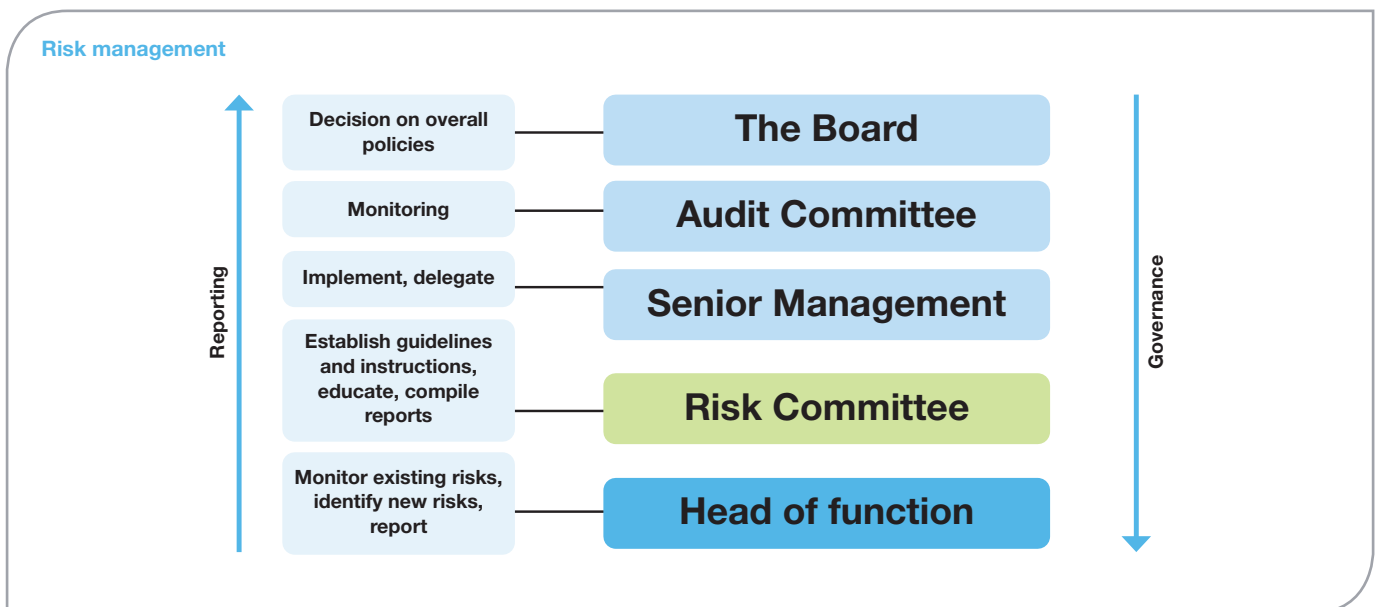 Risk management
Decision on overall
policies
The Board
Monitoring
Audit Committee
Implement, delegate
Senior Management
Establish guidelines
and instructions,
educate, compile
reports
Risk Committee
Monitor existing risks,
identify new risks,
report
Head of function
Reporting
Governance